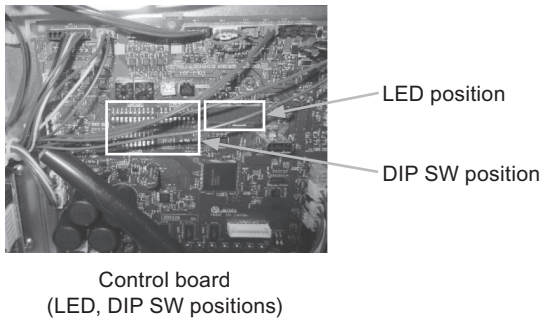 LED position
DIP SW position
Control board
(LED, DIP SW positions)